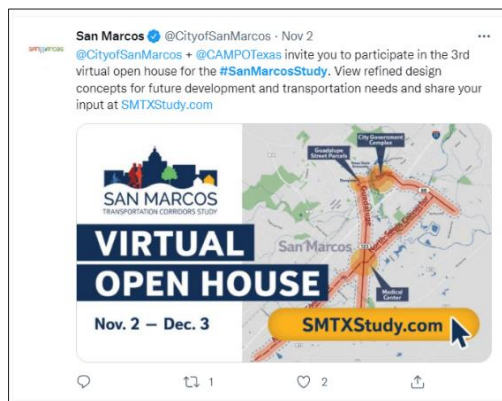 San Marcos @CityofSanMarcos · Nov 2
SAN MARCOS
@CityofSanMarcos + @CAMPOTexas invite you to participate in the 3rd
virtual open house for the #SanMarcosStudy. View refined design
concepts for future development and transportation needs and share your
input at SMTXStudy.com
SAN MARCOS
TRANSPORTATION CORRIDORS STUDY
VIRTUAL
OPEN HOUSE
Nov. 2 – Dec. 3
City Government
Complex
Guadalupe
Street Parcels
Guadalupe
San Marcos
Medical
Center
SMTXStudy.com
1
2